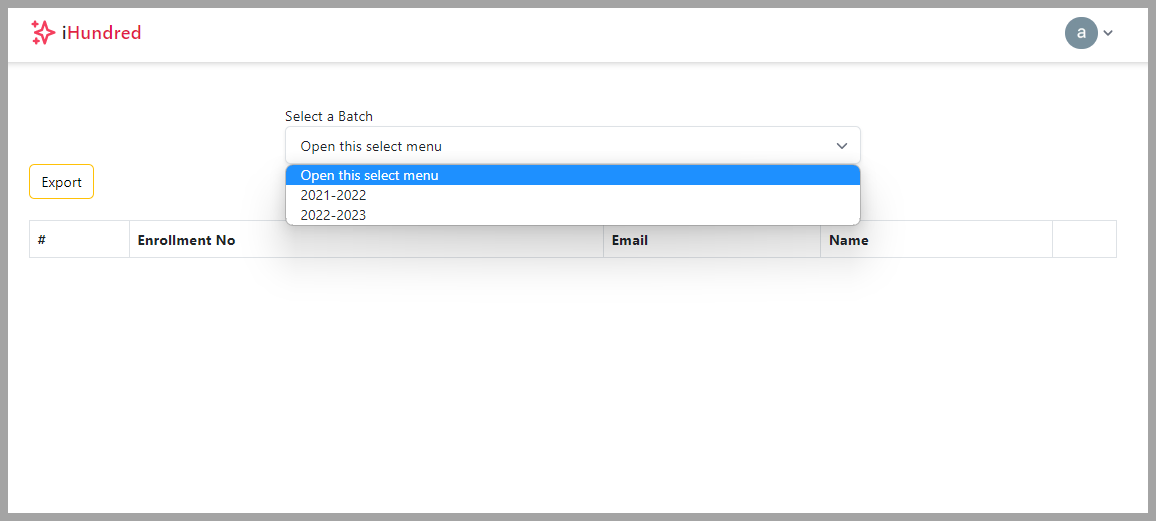 iHundred
a
Select a Batch
Open this select menu
Export
Open this select menu
2021-2022
2022-2023
# Enrollment No Email Name